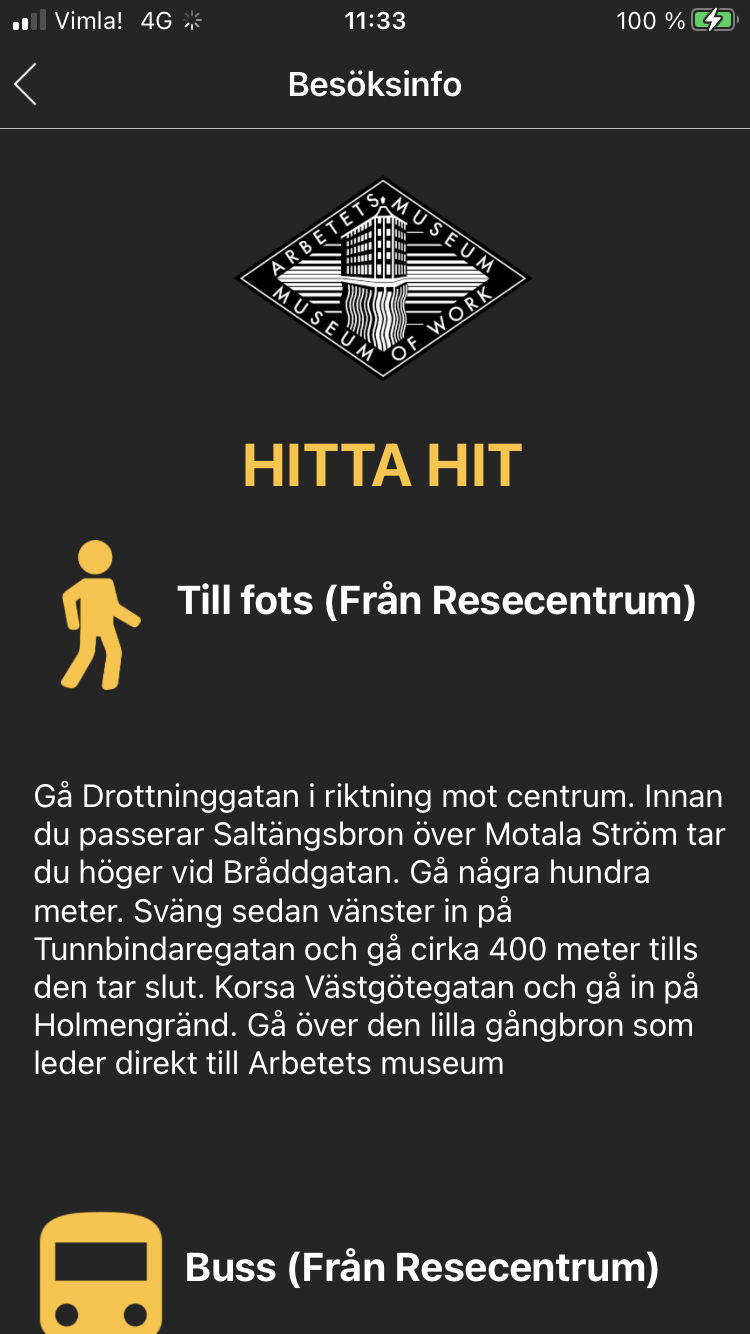 Vimla! 4G 11:33 100 %
Besöksinfo
ARBETETS MUSEUM
MUSEUM OF WORK
HITTA HIT
Till fots (Från Resecentrum)
Gå Drottninggatan i riktning mot centrum. Innan
du passerar Saltängsbron över Motala Ström tar
du höger vid Bråddgatan. Gå några hundra
meter. Sväng sedan vänster in på
Tunnbindaregatan och gå cirka 400 meter tills
den tar slut. Korsa Västgötegatan och gå in på
Holmengränd. Gå över den lilla gångbron som
leder direkt till Arbetets museum
Buss (Från Resecentrum)